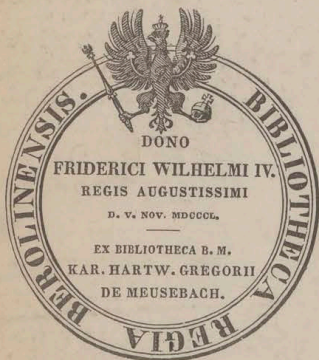 BIBLIOTHECA REGIA BEROLINENSIS.
DONO
FRIDERICI WILHELMI IV.
REGIS AUGUSTISSIMI
D. V. NOV. MDCCCL.
EX BIBLIOTHECA B. M.
KAR. HARTW. GREGORII
DE MEUSEBACH.